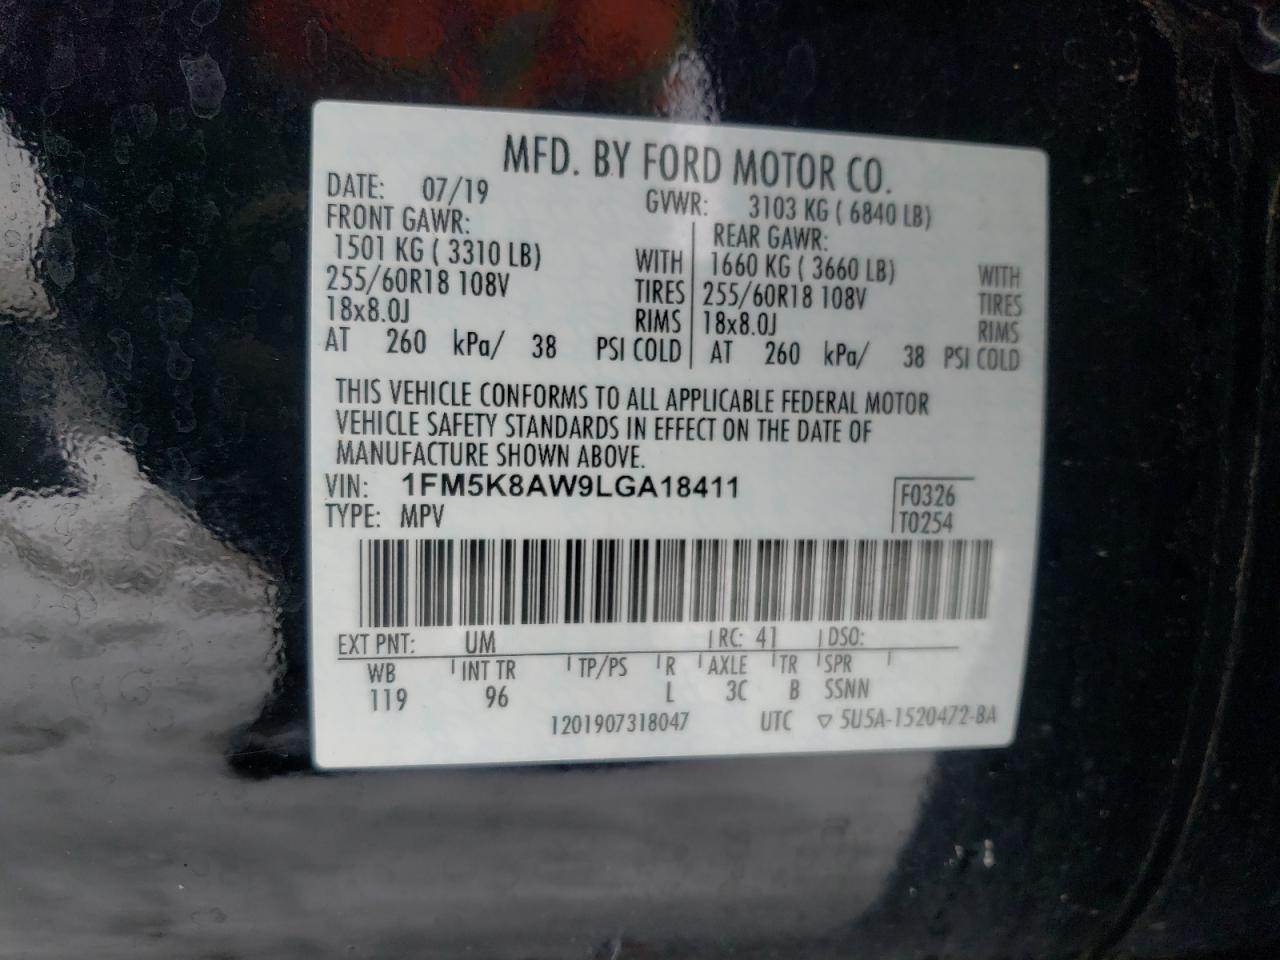 MFD. BY FORD MOTOR CO.
DATE: 07/19 GVWR: 3103 KG ( 6840 LB)
FRONT GAWR: REAR GAWR:
1501 KG ( 3310 LB) WITH 1660 KG ( 3660 LB) WITH
255/60R18 108V TIRES 255/60R18 108V TIRES
18x8.0J RIMS 18x8.0J RIMS
AT 260 kPa/ 38 PSI COLD AT 260 kPa/ 38 PSI COLD
THIS VEHICLE CONFORMS TO ALL APPLICABLE FEDERAL MOTOR
VEHICLE SAFETY STANDARDS IN EFFECT ON THE DATE OF
MANUFACTURE SHOWN ABOVE.
VIN: 1FM5K8AW9LGA18411 F0326
TYPE: MPV T0254
EXT PNT: UM RC: 41 DSO:
WB INT TR TP/PS R AXLE TR SPR
119 96 L 3C B SSNN
1201907318047 UTC ▽ 5U5A-1520472-BA